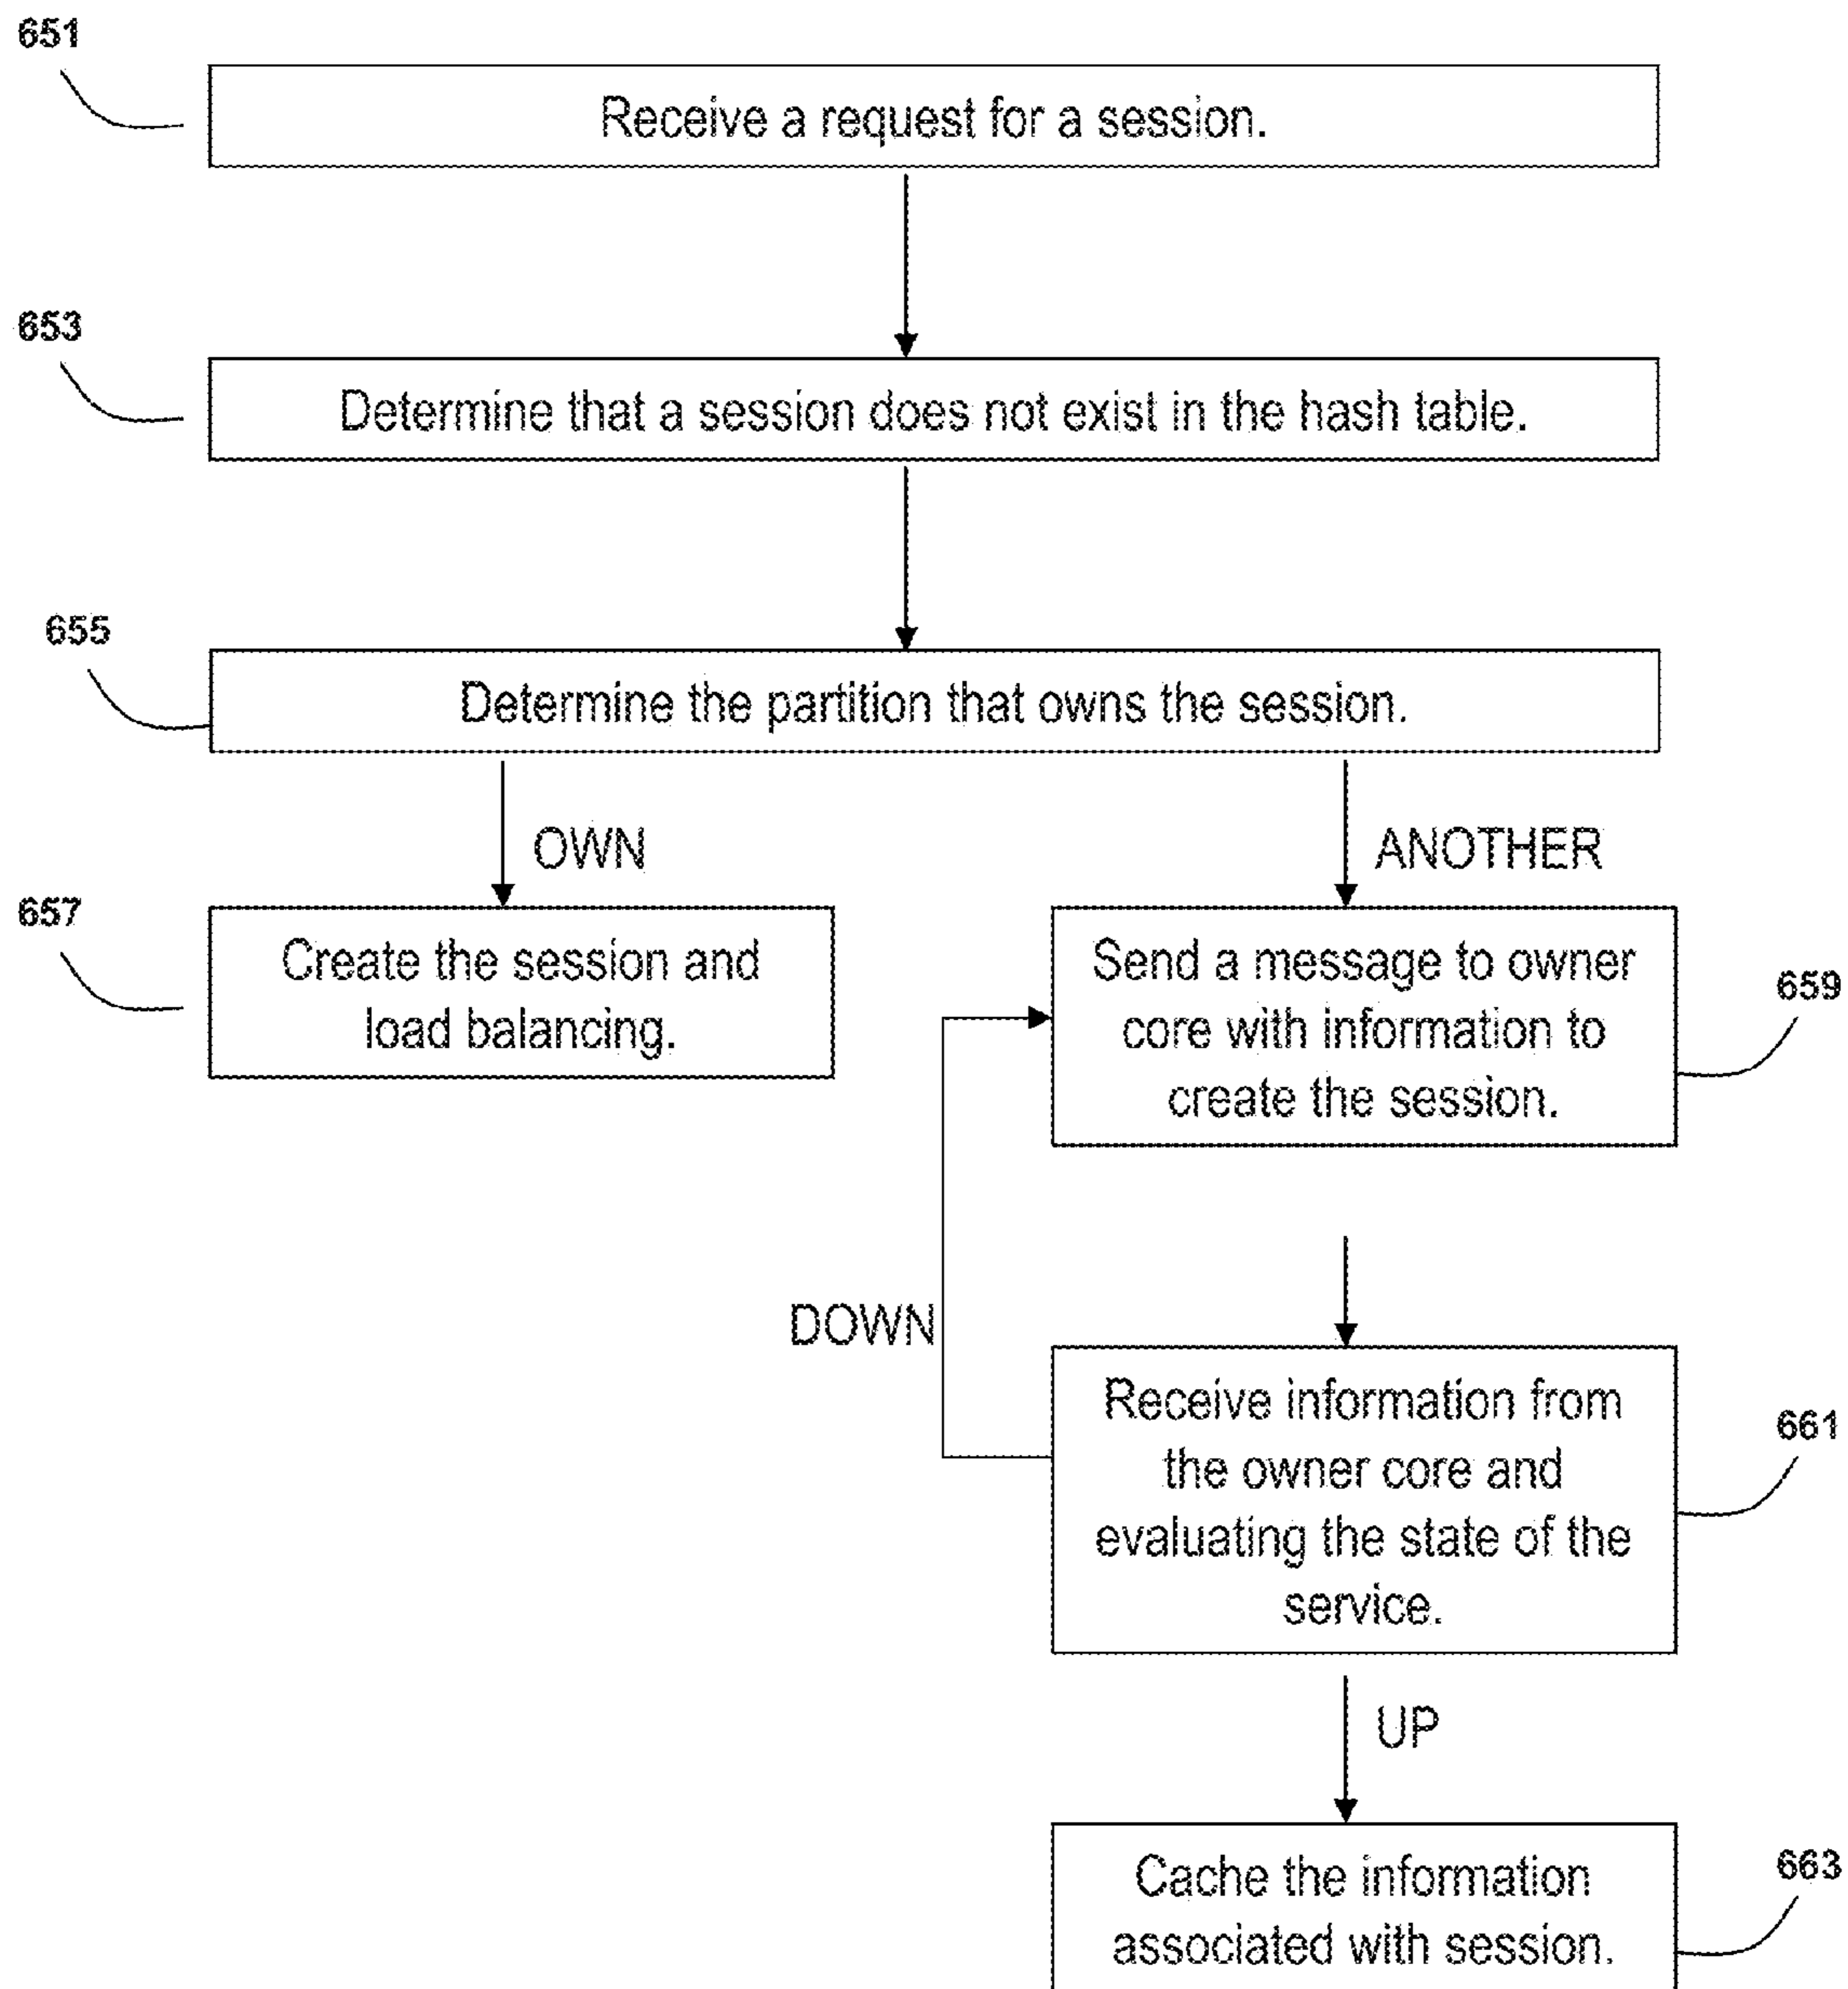 651
Receive a request for a session.
653
Determine that a session does not exist in the hash table.
655
Determine the partition that owns the session.
OWN
ANOTHER
657
Create the session and
load balancing.
Send a message to owner
core with information to
create the session.
659
DOWN
Receive information from
the owner core and
evaluating the state of the
service.
661
UP
Cache the information
associated with session.
663